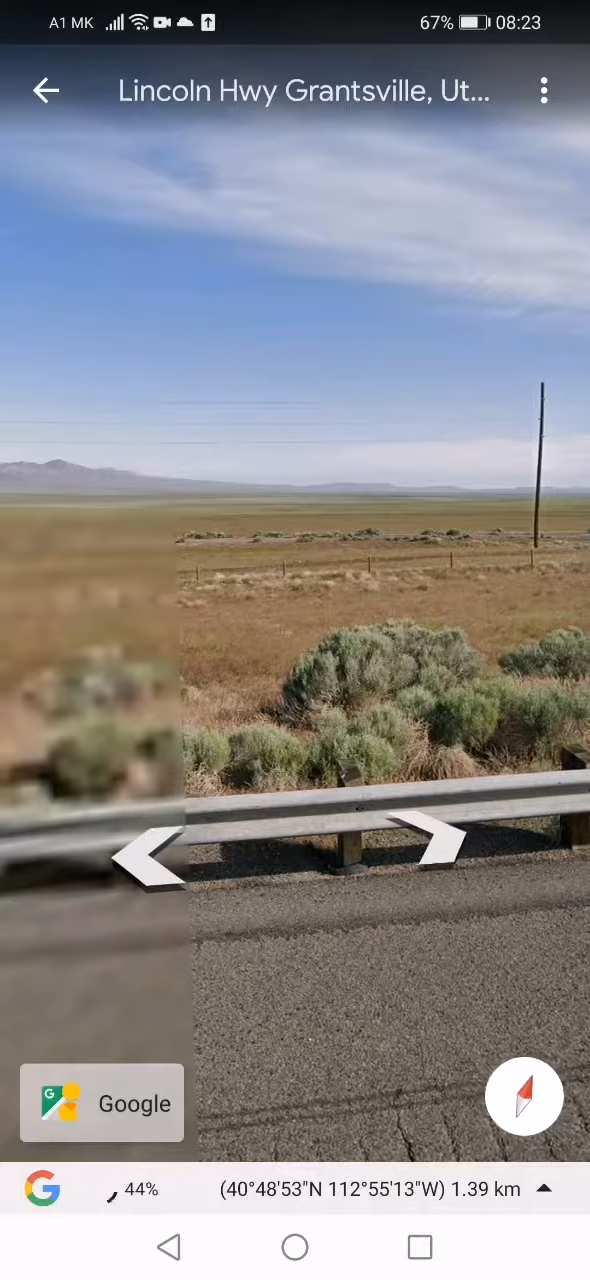 A1 MK 67% 08:23
Lincoln Hwy Grantsville, Ut...
Google
44% (40°48'53"N 112°55'13"W) 1.39 km